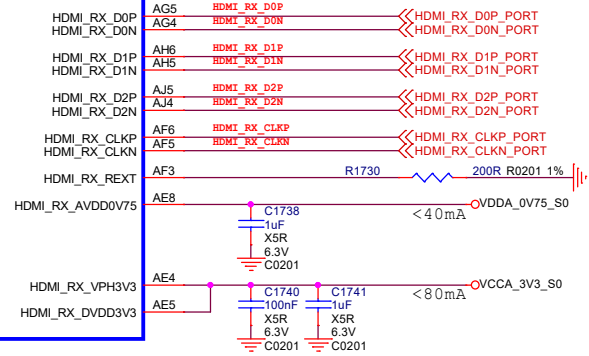 HDMI_RX_D0P AG5 HDMI_RX_D0P HDMI_RX_D0P_PORT
HDMI_RX_D0N AG4 HDMI_RX_D0N HDMI_RX_D0N_PORT
HDMI_RX_D1P AH6 HDMI_RX_D1P HDMI_RX_D1P_PORT
HDMI_RX_D1N AH5 HDMI_RX_D1N HDMI_RX_D1N_PORT
HDMI_RX_D2P AJ5 HDMI_RX_D2P HDMI_RX_D2P_PORT
HDMI_RX_D2N AJ4 HDMI_RX_D2N HDMI_RX_D2N_PORT
HDMI_RX_CLKP AF6 HDMI_RX_CLKP HDMI_RX_CLKP_PORT
HDMI_RX_CLKN AF5 HDMI_RX_CLKN HDMI_RX_CLKN_PORT
HDMI_RX_REXT AF3 R1730 200R R0201 1%
HDMI_RX_AVDD0V75 AE8 VDDA_0V75_S0
<40mA
C1738
1uF
X5R
6.3V
C0201
HDMI_RX_VPH3V3 AE4 VCCA_3V3_S0
<80mA
HDMI_RX_DVDD3V3 AE5
C1740 C1741
100nF 1uF
X5R X5R
6.3V 6.3V
C0201 C0201